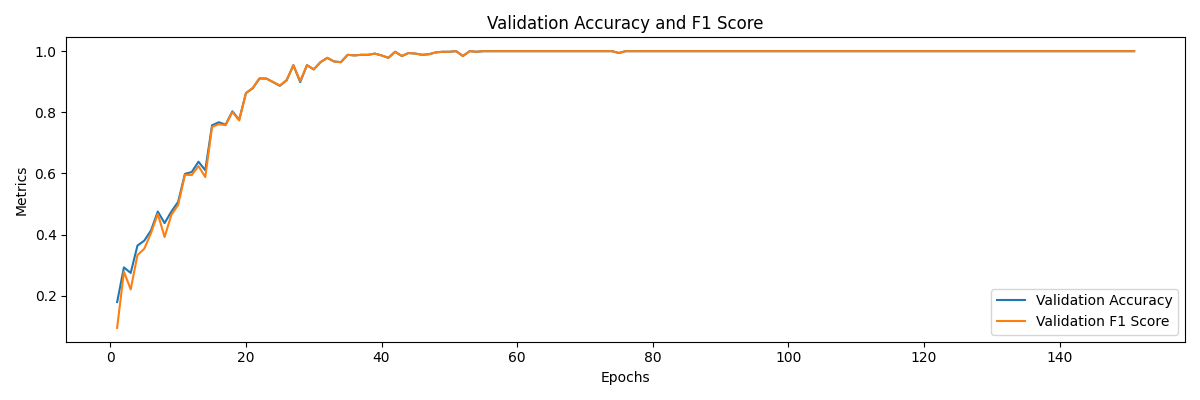 Validation Accuracy and F1 Score
1.0
0.8
0.6
0.4
0.2
Metrics
0 20 40 60 80 100 120 140
Epochs
Validation Accuracy
Validation F1 Score